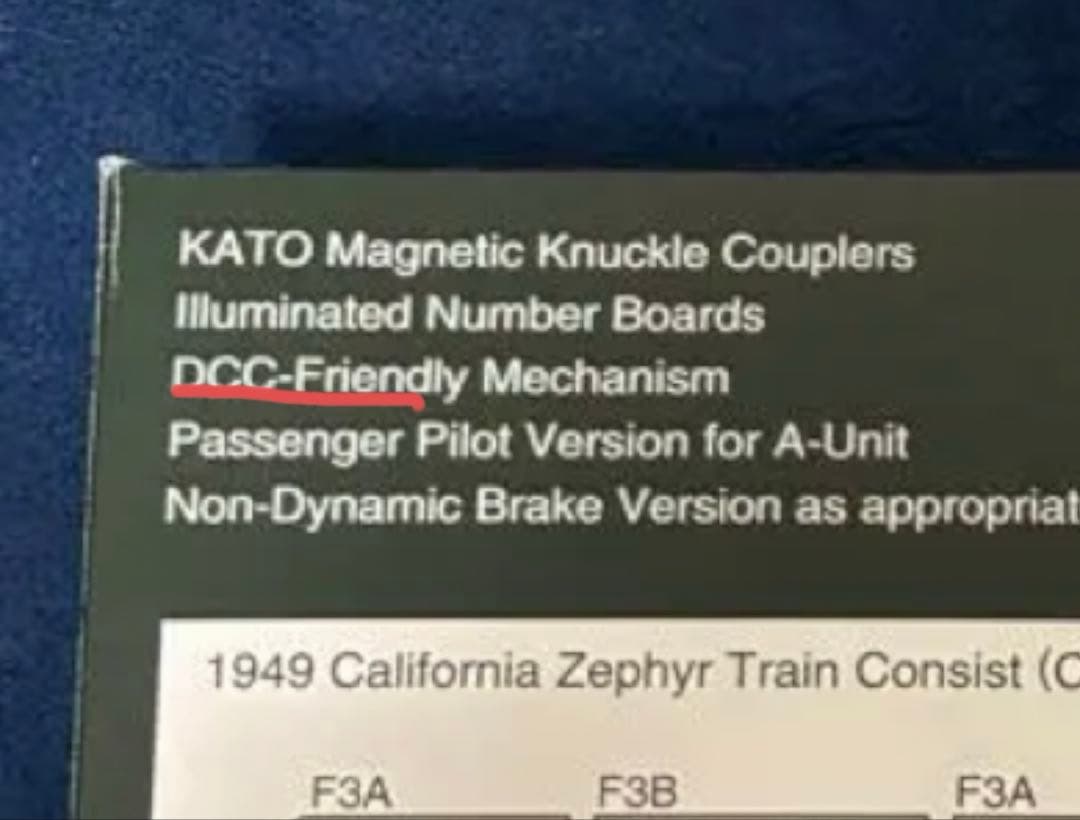 KATO Magnetic Knuckle Couplers
Illuminated Number Boards
DCC-Friendly Mechanism
Passenger Pilot Version for A-Unit
Non-Dynamic Brake Version as appropriat
1949 California Zephyr Train Consist (C
F3A F3B F3A